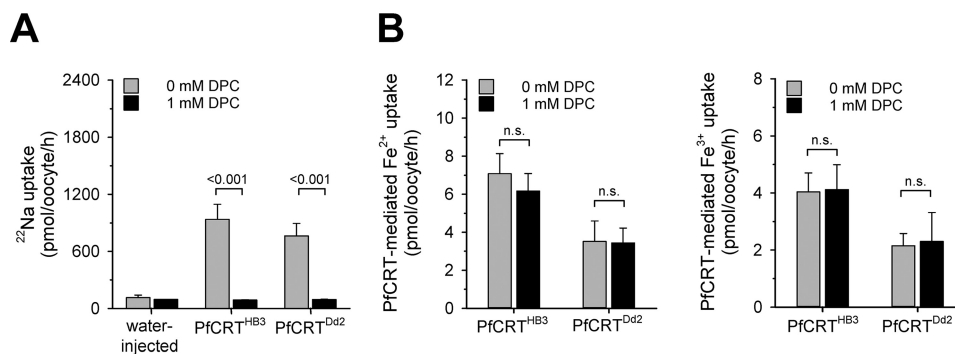 A
B
0 mM DPC
1 mM DPC
2400
1800
1200
600
0
²²Na uptake
(pmol/oocyte/h)
<0.001
<0.001
water-
injected
PfCRTᴴᴮ³
PfCRTᴰᵈ²
0 mM DPC
1 mM DPC
12
10
8
6
4
2
0
PfCRT-mediated Fe²⁺ uptake
(pmol/oocyte/h)
n.s.
n.s.
PfCRTᴴᴮ³
PfCRTᴰᵈ²
0 mM DPC
1 mM DPC
8
6
4
2
0
PfCRT-mediated Fe³⁺ uptake
(pmol/oocyte/h)
n.s.
n.s.
PfCRTᴴᴮ³
PfCRTᴰᵈ²